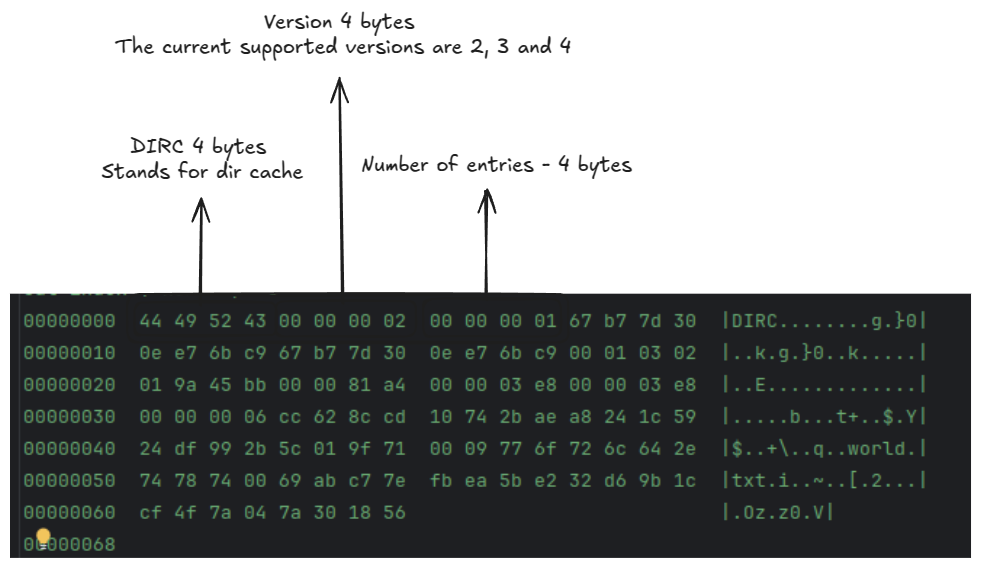 Version 4 bytes
The current supported versions are 2, 3 and 4
DIRC 4 bytes
Stands for dir cache
Number of entries - 4 bytes
00000000  44 49 52 43 00 00 00 02  00 00 00 01 67 b7 7d 30  |DIRC........g.}0|
00000010  0e e7 6b c9 67 b7 7d 30  0e e7 6b c9 00 01 03 02  |..k.g.}0..k.....|
00000020  01 9a 45 bb 00 00 81 a4  00 00 03 e8 00 00 03 e8  |..E.............|
00000030  00 00 00 06 cc 62 8c cd  10 74 2b ae a8 24 1c 59  |.....b...t+..$.Y|
00000040  24 df 99 2b 5c 01 9f 71  00 09 77 6f 72 6c 64 2e  |$..+\..q..world.|
00000050  74 78 74 00 69 ab c7 7e  fb ea 5b e2 32 d6 9b 1c  |txt.i..~..[.2...|
00000060  cf 4f 7a 04 7a 30 18 56                           |.Oz.z0.V|
00000068